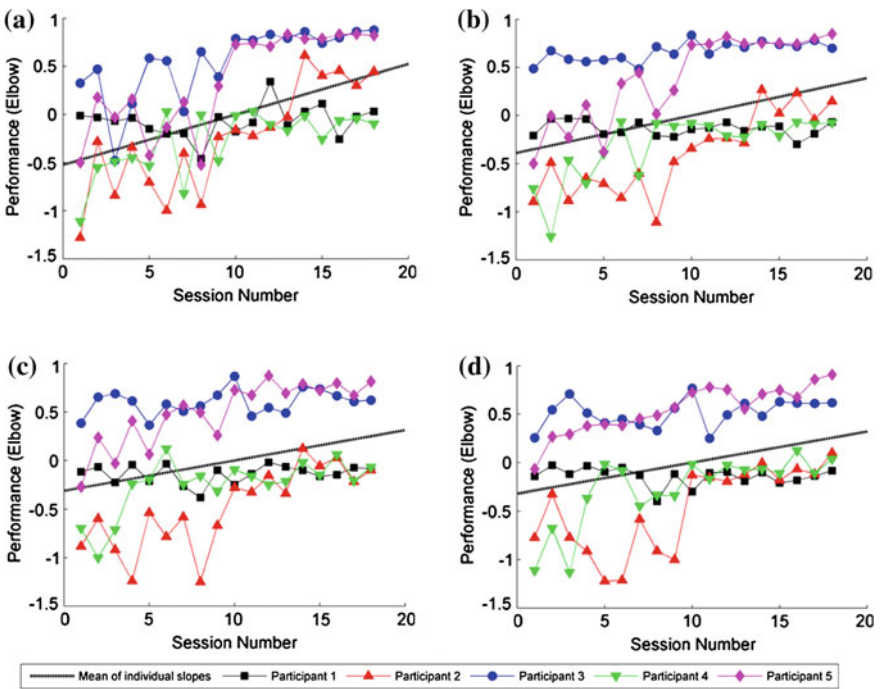 (a)
1
0.5
0
-0.5
-1
-1.5
0 5 10 15 20
Performance (Elbow)
Session Number
(b)
1
0.5
0
-0.5
-1
-1.5
0 5 10 15 20
Performance (Elbow)
Session Number
(c)
1
0.5
0
-0.5
-1
-1.5
0 5 10 15 20
Performance (Elbow)
Session Number
(d)
1
0.5
0
-0.5
-1
-1.5
0 5 10 15 20
Performance (Elbow)
Session Number
Mean of individual slopes Participant 1 Participant 2 Participant 3 Participant 4 Participant 5